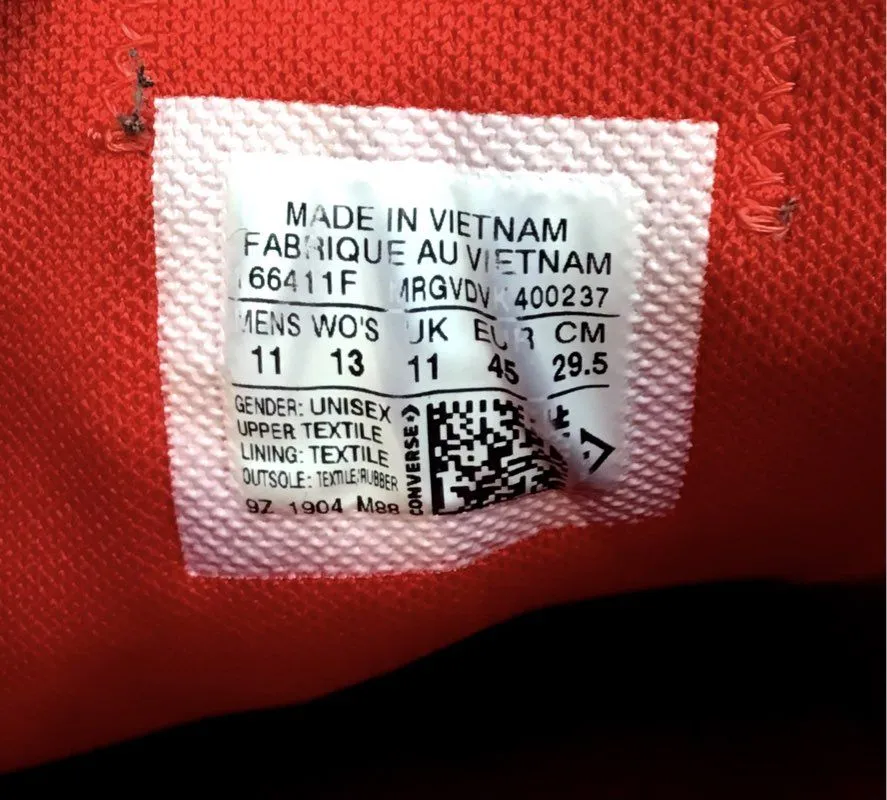 MADE IN VIETNAM
FABRIQUE AU VIETNAM
166411F MRGVDV 400237
MENS WO'S UK EUR CM
11 13 11 45 29.5
GENDER: UNISEX
UPPER TEXTILE
LINING: TEXTILE
OUTSOLE: TEXTILE/RUBBER
9Z 1904 M88
CONVERSE